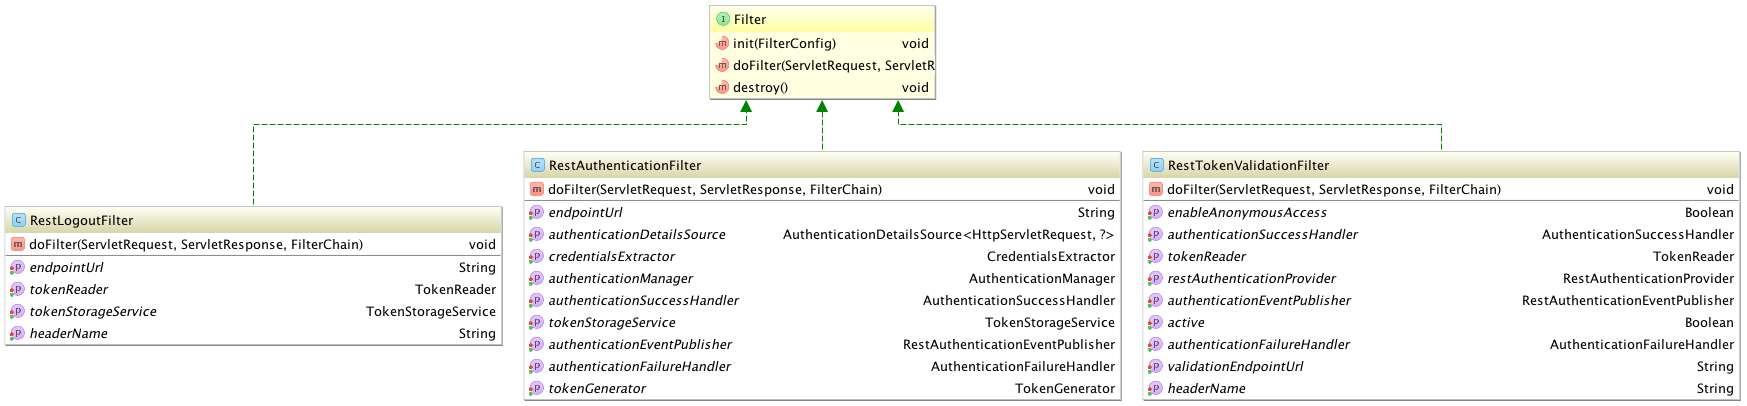 I Filter
m init(FilterConfig) void
m doFilter(ServletRequest, ServletR
m destroy() void
C RestLogoutFilter
m doFilter(ServletRequest, ServletResponse, FilterChain) void
P endpointUrl String
P tokenReader TokenReader
P tokenStorageService TokenStorageService
P headerName String
C RestAuthenticationFilter
m doFilter(ServletRequest, ServletResponse, FilterChain) void
P endpointUrl String
P authenticationDetailsSource AuthenticationDetailsSource<HttpServletRequest, ?>
P credentialsExtractor CredentialsExtractor
P authenticationManager AuthenticationManager
P authenticationSuccessHandler AuthenticationSuccessHandler
P tokenStorageService TokenStorageService
P authenticationEventPublisher RestAuthenticationEventPublisher
P authenticationFailureHandler AuthenticationFailureHandler
P tokenGenerator TokenGenerator
C RestTokenValidationFilter
m doFilter(ServletRequest, ServletResponse, FilterChain) void
P enableAnonymousAccess Boolean
P authenticationSuccessHandler AuthenticationSuccessHandler
P tokenReader TokenReader
P restAuthenticationProvider RestAuthenticationProvider
P authenticationEventPublisher RestAuthenticationEventPublisher
P active Boolean
P authenticationFailureHandler AuthenticationFailureHandler
P validationEndpointUrl String
P headerName String